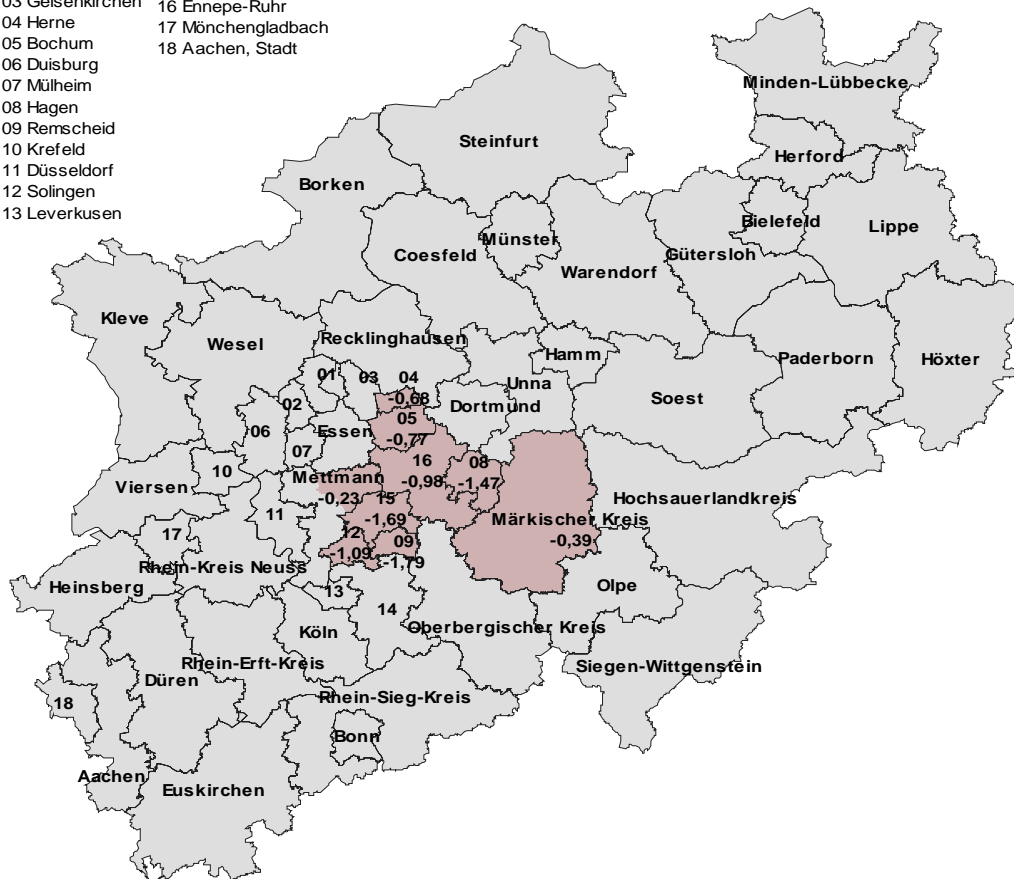 03 Gelsenkirchen
04 Herne
05 Bochum
06 Duisburg
07 Mülheim
08 Hagen
09 Remscheid
10 Krefeld
11 Düsseldorf
12 Solingen
13 Leverkusen
16 Ennepe-Ruhr
17 Mönchengladbach
18 Aachen, Stadt
Minden-Lübbecke
Steinfurt
Herford
Borken
Bielefeld
Lippe
Münster
Coesfeld
Gütersloh
Warendorf
Kleve
Wesel
Recklinghausen
Hamm
Paderborn
Höxter
01
03
04
-0,68
Unna
Soest
02
05
Dortmund
06
Essen
-0,77
07
16
08
10
Mettmann
-0,98
-1,47
Viersen
-0,23
15
Hochsauerlandkreis
11
-1,69
Märkischer Kreis
17
12
09
-0,39
-1,09
-1,79
Rhein-Kreis Neuss
Heinsberg
13
Olpe
14
Köln
Oberbergischer Kreis
Rhein-Erft-Kreis
Siegen-Wittgenstein
Düren
Rhein-Sieg-Kreis
18
Bonn
Aachen
Euskirchen